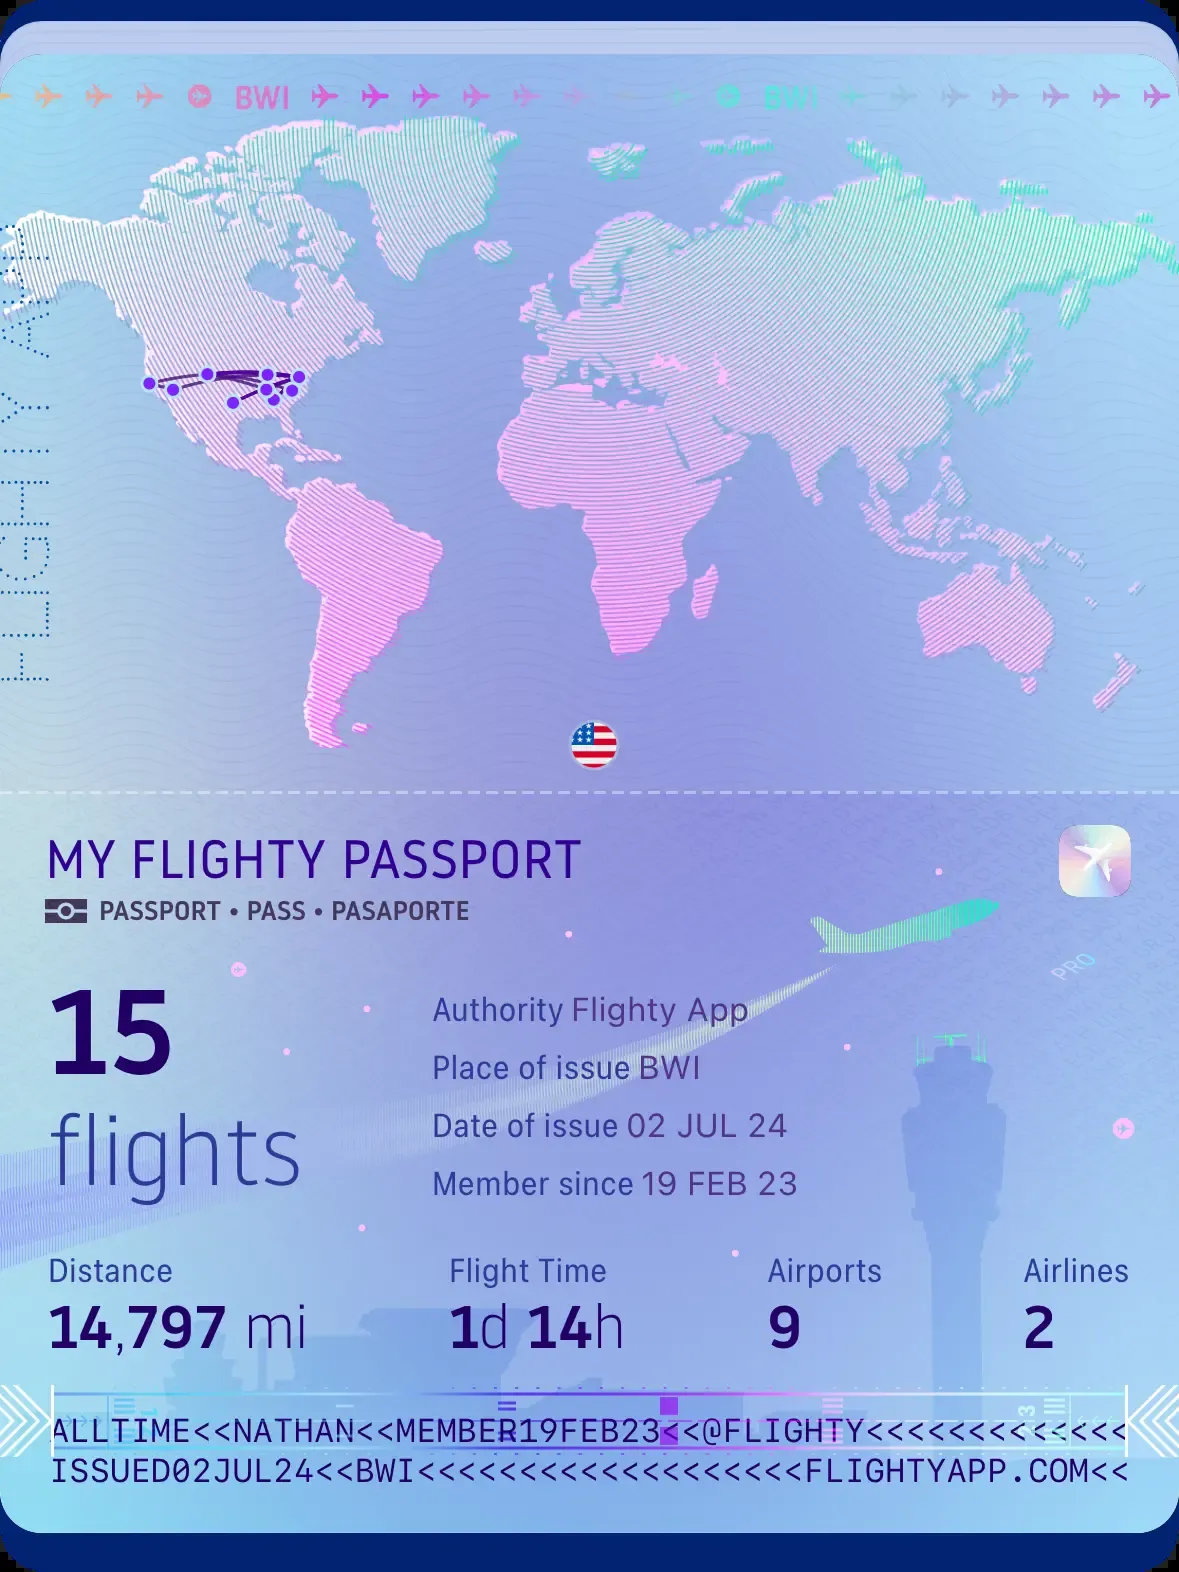 BWI BWI
FLIGHTY AP
MY FLIGHTY PASSPORT
PASSPORT • PASS • PASAPORTE
PRO
15
flights
Authority Flighty App
Place of issue BWI
Date of issue 02 JUL 24
Member since 19 FEB 23
Distance
14,797 mi
Flight Time
1d 14h
Airports
9
Airlines
2
ALLTIME<<NATHAN<<MEMBER19FEB23<<@FLIGHTY<<<<<<<<<<<<<
ISSUED02JUL24<<BWI<<<<<<<<<<<<<<<<<<<FLIGHTYAPP.COM<<